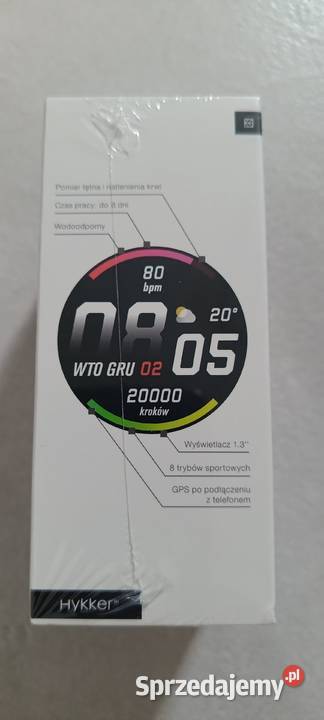 Pomiar tętna i natlenienia krwi
Czas pracy: do 8 dni
Wodoodporny
80
bpm
08
20°
WTO GRU 02
05
20000
kroków
Wyświetlacz 1.3"
8 trybów sportowych
GPS po podłączeniu
z telefonem
HYKKER
Sprzedajemy.pl